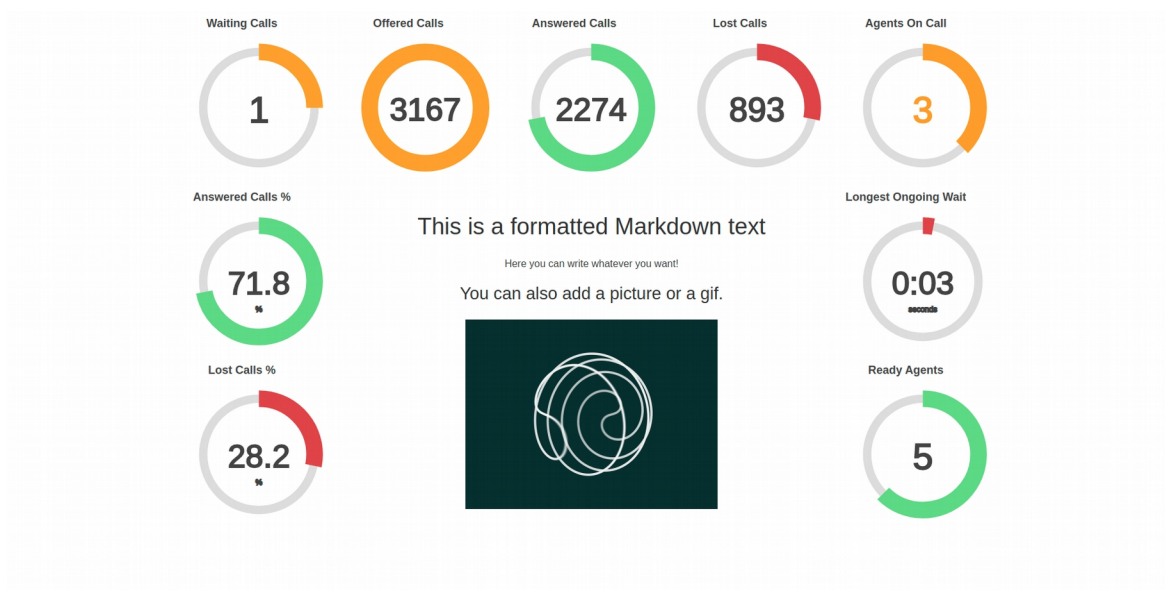 Waiting Calls
Offered Calls
Answered Calls
Lost Calls
Agents On Call
1
3167
2274
893
3
Answered Calls %
71.8
%
This is a formatted Markdown text
Here you can write whatever you want!
You can also add a picture or a gif.
Longest Ongoing Wait
0:03
seconds
Lost Calls %
28.2
%
Ready Agents
5